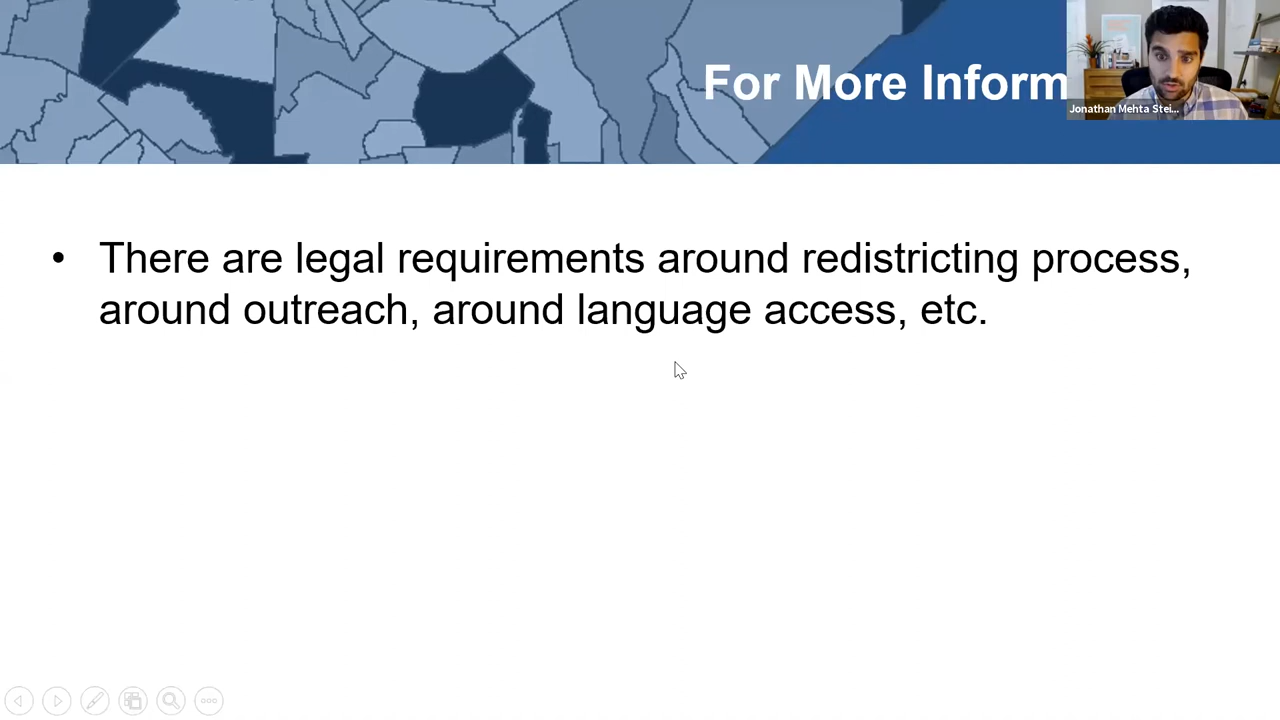 For More Inform
Jonathan Mehta Stei...
• There are legal requirements around redistricting process,
around outreach, around language access, etc.